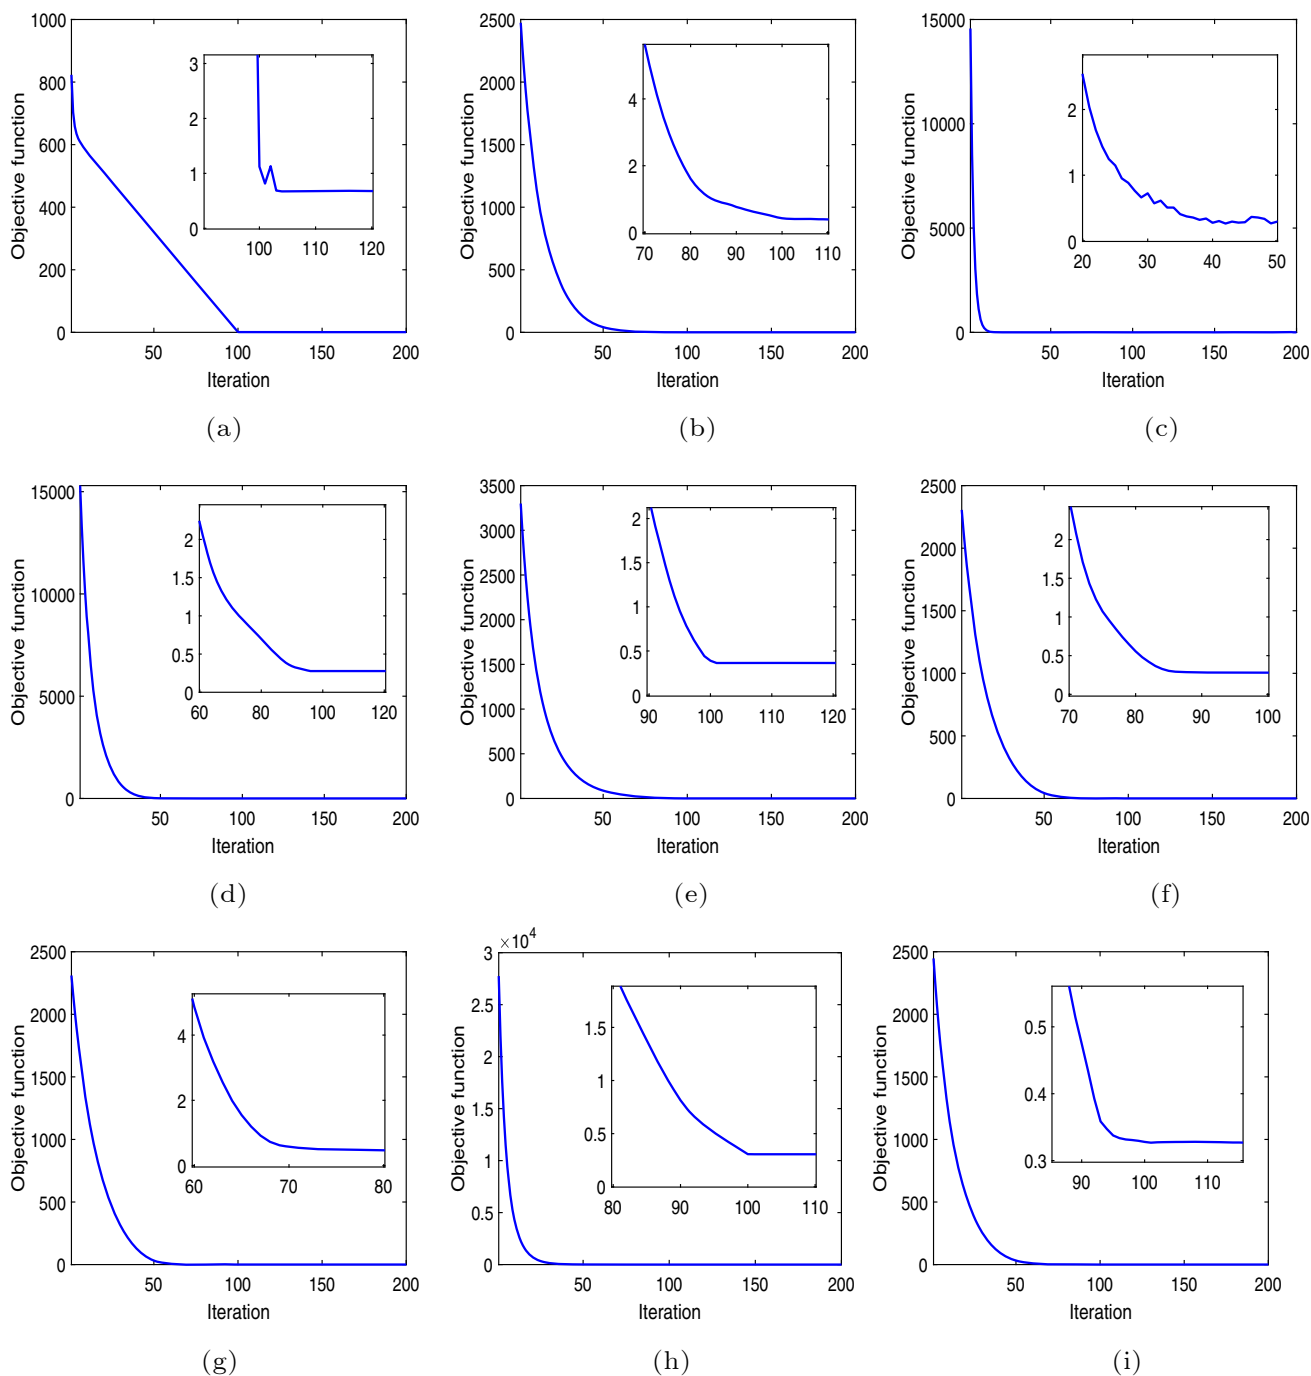 1000
800
600
400
200
0
Objective function
3
2
1
0
100 110 120
50 100 150 200
Iteration
(a)
2500
2000
1500
1000
500
0
Objective function
4
2
0
70 80 90 100 110
50 100 150 200
Iteration
(b)
15000
10000
5000
0
Objective function
2
1
0
20 30 40 50
50 100 150 200
Iteration
(c)
15000
10000
5000
0
Objective function
2
1.5
1
0.5
0
60 80 100 120
50 100 150 200
Iteration
(d)
3500
3000
2500
2000
1500
1000
500
0
Objective function
2
1.5
1
0.5
0
90 100 110 120
50 100 150 200
Iteration
(e)
2500
2000
1500
1000
500
0
Objective function
2
1.5
1
0.5
0
70 80 90 100
50 100 150 200
Iteration
(f)
2500
2000
1500
1000
500
0
Objective function
4
2
0
60 70 80
50 100 150 200
Iteration
(g)
×10⁴
3
2.5
2
1.5
1
0.5
0
Objective function
1.5
1
0.5
0
80 90 100 110
50 100 150 200
Iteration
(h)
2500
2000
1500
1000
500
0
Objective function
0.5
0.4
0.3
90 100 110
50 100 150 200
Iteration
(i)